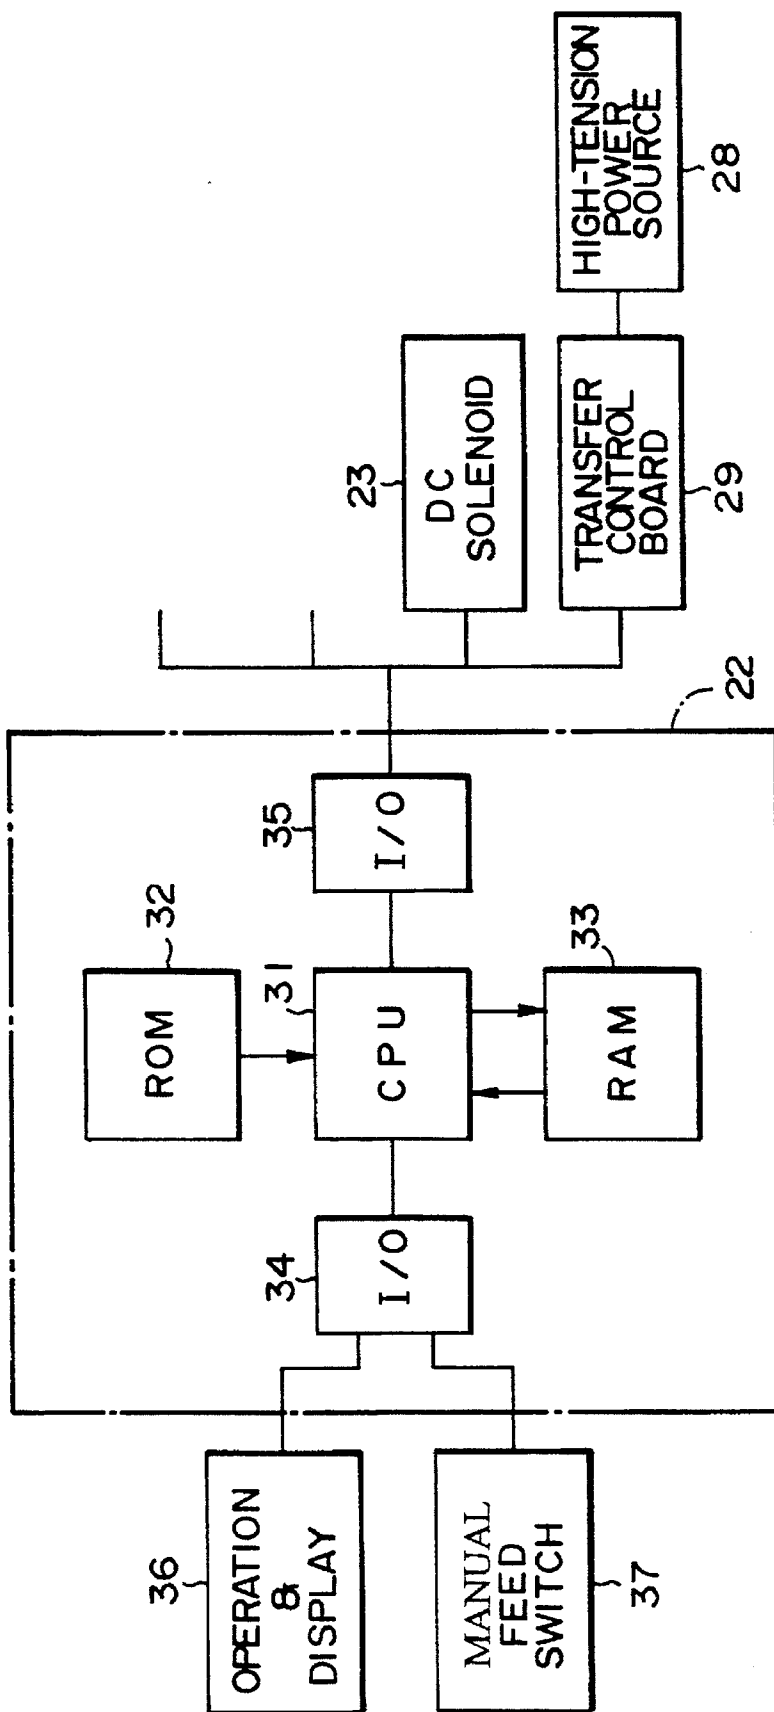 36
OPERATION
&
DISPLAY
MANUAL
FEED
SWITCH
37
34
I/O
32
ROM
31
CPU
33
RAM
35
I/O
22
23
DC
SOLENOID
TRANSFER
CONTROL
BOARD
29
HIGH-TENSION
POWER
SOURCE
28